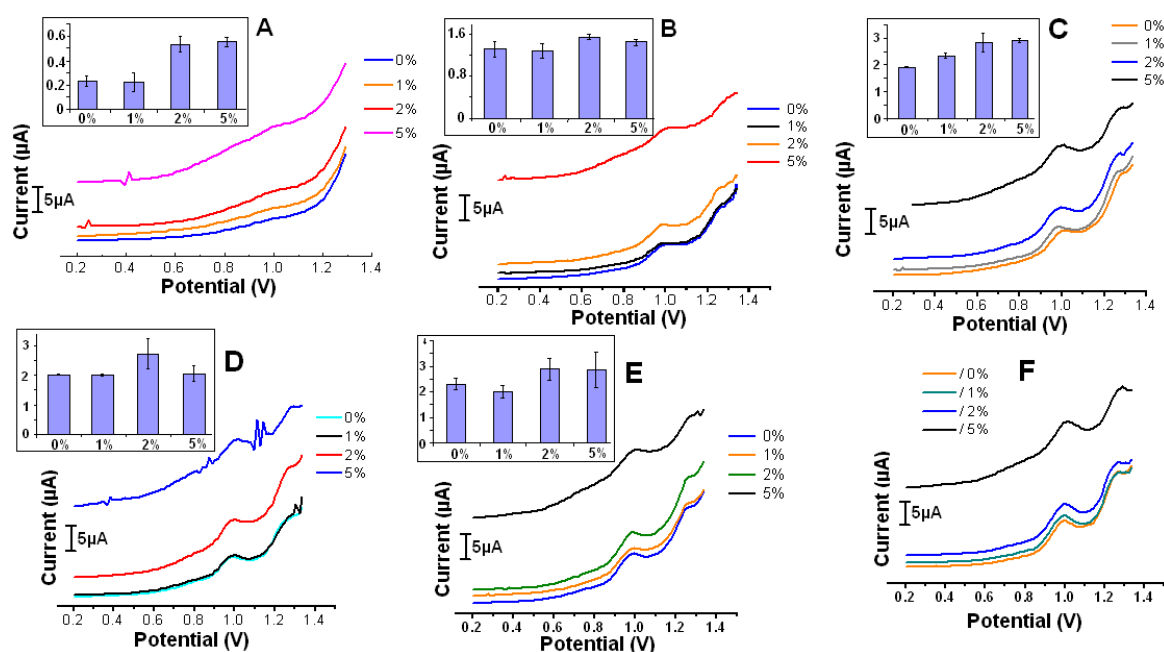 A
0.6
0.4
0.2
0
0% 1% 2% 5%
0%
1%
2%
5%
Current (µA)
5µA
0.2 0.4 0.6 0.8 1.0 1.2 1.4
Potential (V)
B
1.6
0.8
0
0% 1% 2% 5%
0%
1%
2%
5%
Current (µA)
5µA
0.2 0.4 0.6 0.8 1.0 1.2 1.4
Potential (V)
C
3
2
1
0
0% 1% 2% 5%
0%
1%
2%
5%
Current (µA)
5µA
0.2 0.4 0.6 0.8 1.0 1.2 1.4
Potential (V)
D
3
2
1
0
0% 1% 2% 5%
0%
1%
2%
5%
Current (µA)
5µA
0.2 0.4 0.6 0.8 1.0 1.2 1.4
Potential (V)
E
4
3
2
1
0
0% 1% 2% 5%
0%
1%
2%
5%
Current (µA)
5µA
0.2 0.4 0.6 0.8 1.0 1.2 1.4
Potential (V)
F
/ 0%
/ 1%
/ 2%
/ 5%
Current (µA)
5µA
0.2 0.4 0.6 0.8 1.0 1.2 1.4
Potential (V)